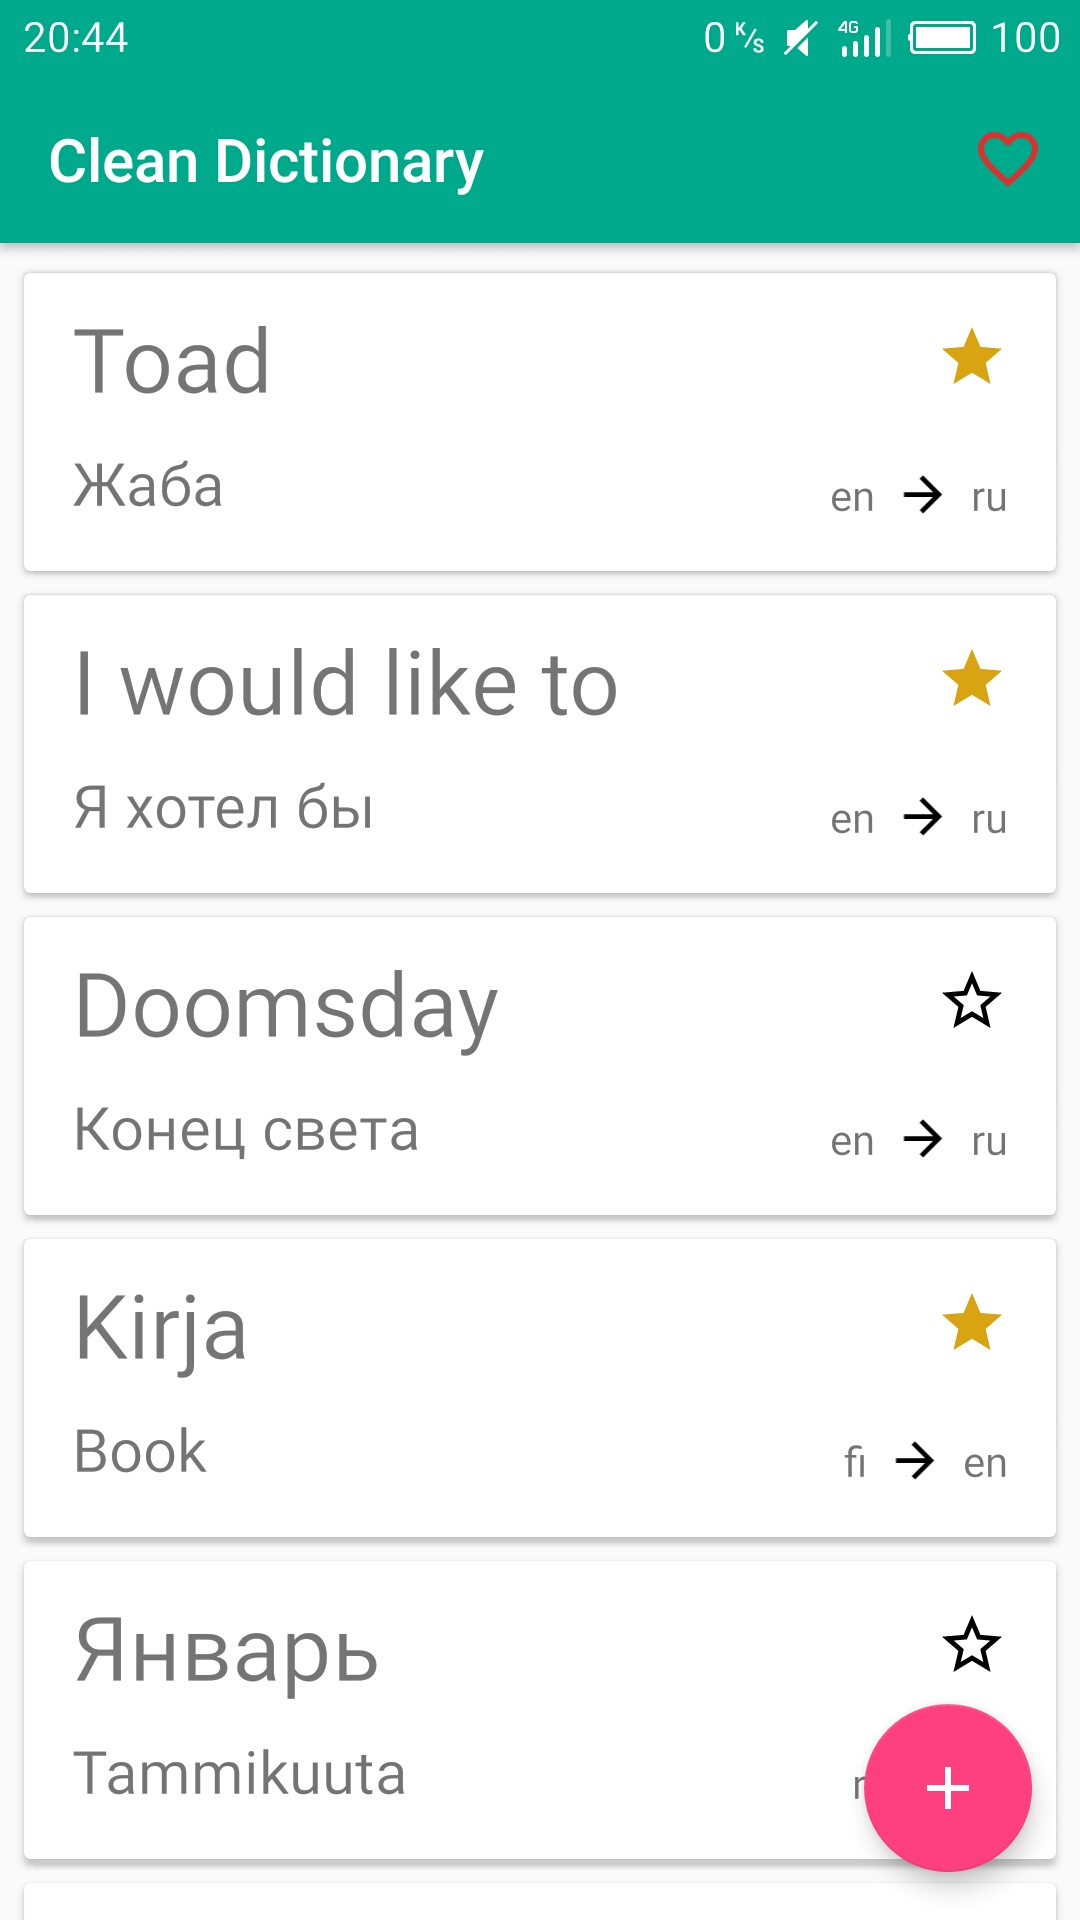 20:44
0 K/s 4G 100
Clean Dictionary
Toad
Жаба
en → ru
I would like to
Я хотел бы
en → ru
Doomsday
Конец света
en → ru
Kirja
Book
fi → en
Январь
Tammikuuta